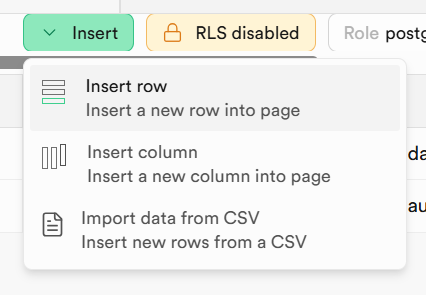 Insert RLS disabled Role postg
Insert row
Insert a new row into page
Insert column
Insert a new column into page
da
Import data from CSV
Insert new rows from a CSV
au